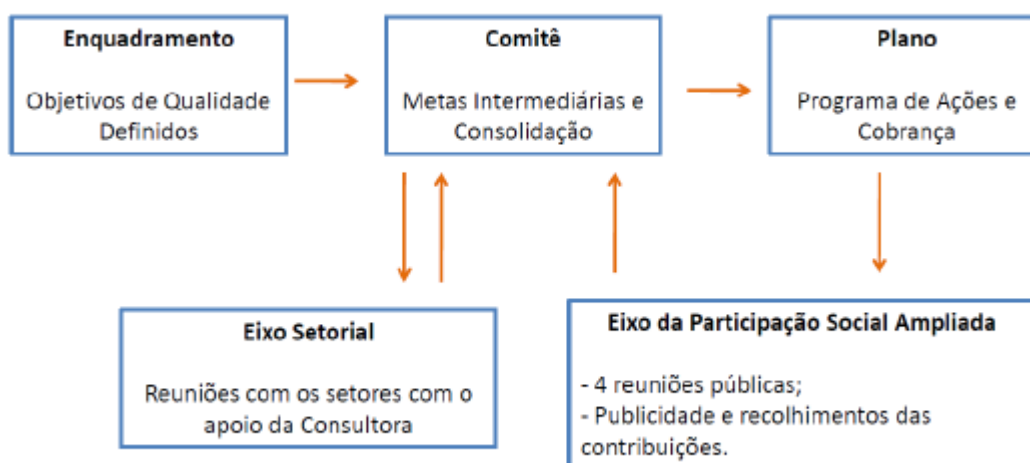 Enquadramento
Objetivos de Qualidade
Definidos
Comitê
Metas Intermediárias e
Consolidação
Plano
Programa de Ações e
Cobrança
Eixo Setorial
Reuniões com os setores com o
apoio da Consultora
Eixo da Participação Social Ampliada
- 4 reuniões públicas;
- Publicidade e recolhimentos das
contribuições.